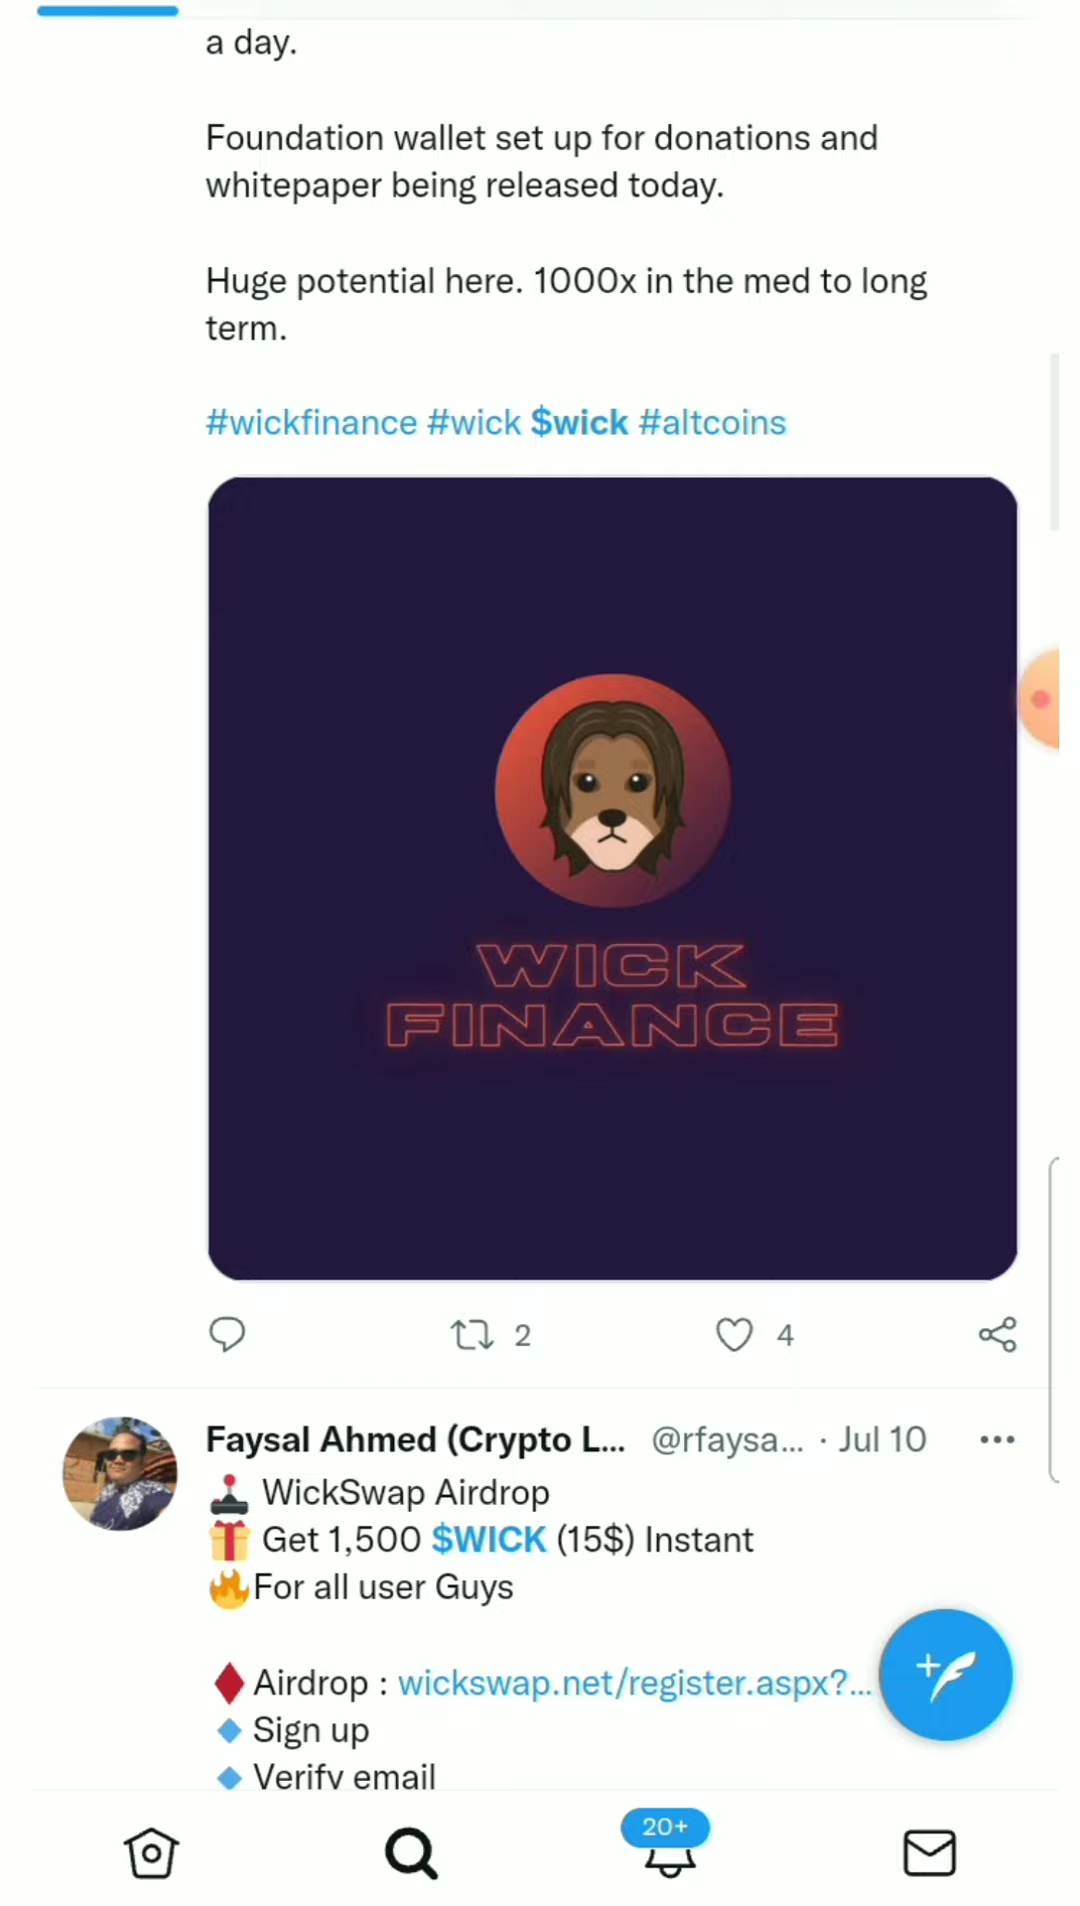 a day.
Foundation wallet set up for donations and
whitepaper being released today.
Huge potential here. 1000x in the med to long
term.
#wickfinance #wick $wick #altcoins
WICK
FINANCE
2
4
Faysal Ahmed (Crypto L... @rfaysa... · Jul 10
WickSwap Airdrop
Get 1,500 $WICK (15$) Instant
For all user Guys
Airdrop : wickswap.net/register.aspx?...
Sign up
Verify email
20+